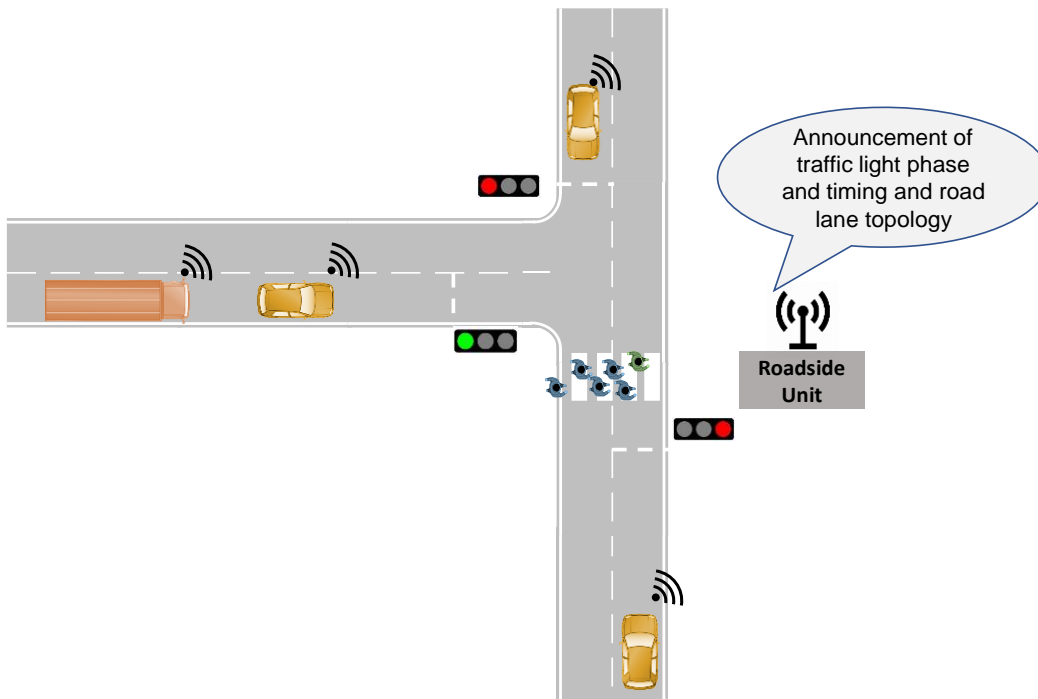 Announcement of
traffic light phase
and timing and road
lane topology
Roadside
Unit